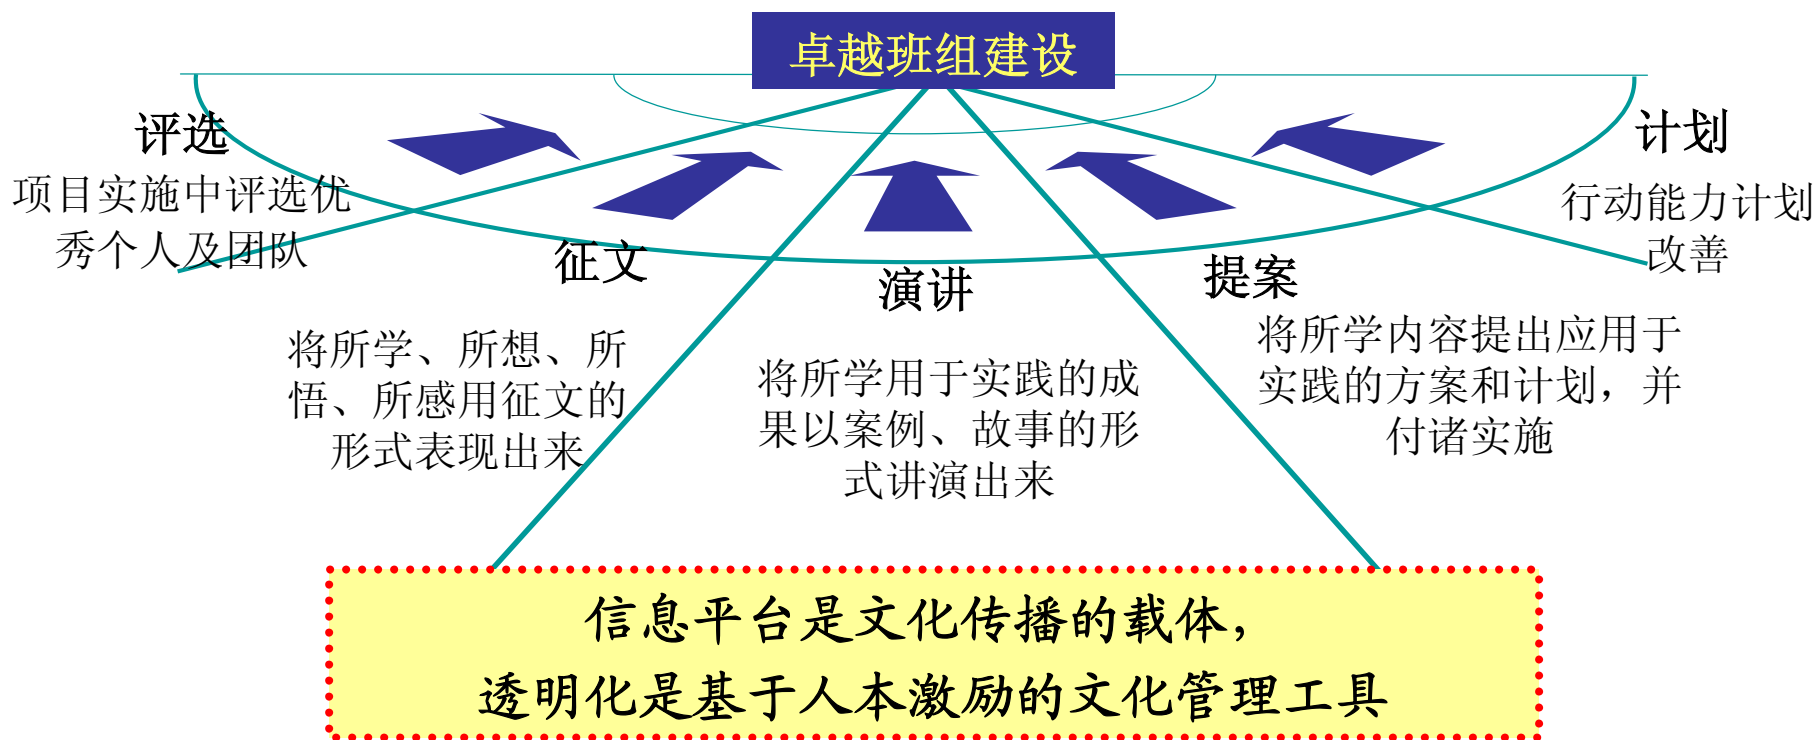 卓越班组建设
评选
项目实施中评选优
秀个人及团队
征文
将所学、所想、所
悟、所感用征文的
形式表现出来
演讲
将所学用于实践的成
果以案例、故事的形
式讲演出来
提案
将所学内容提出应用于
实践的方案和计划，并
付诸实施
计划
行动能力计划
改善
信息平台是文化传播的载体，
透明化是基于人本激励的文化管理工具